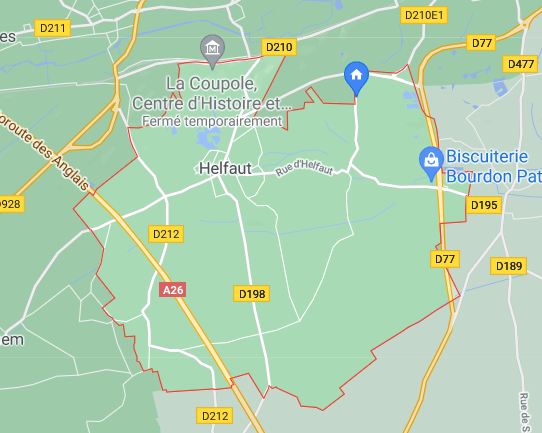 D211
D210E1
es
D210
D77
D477
La Coupole,
Centre d'Histoire et...
Fermé temporairement
oroute des Anglais
Helfaut
Rue d'Helfaut
Biscuiterie
Bourdon Pat
D928
D195
D212
D77
D189
A26
D198
em
D212
Rue de S